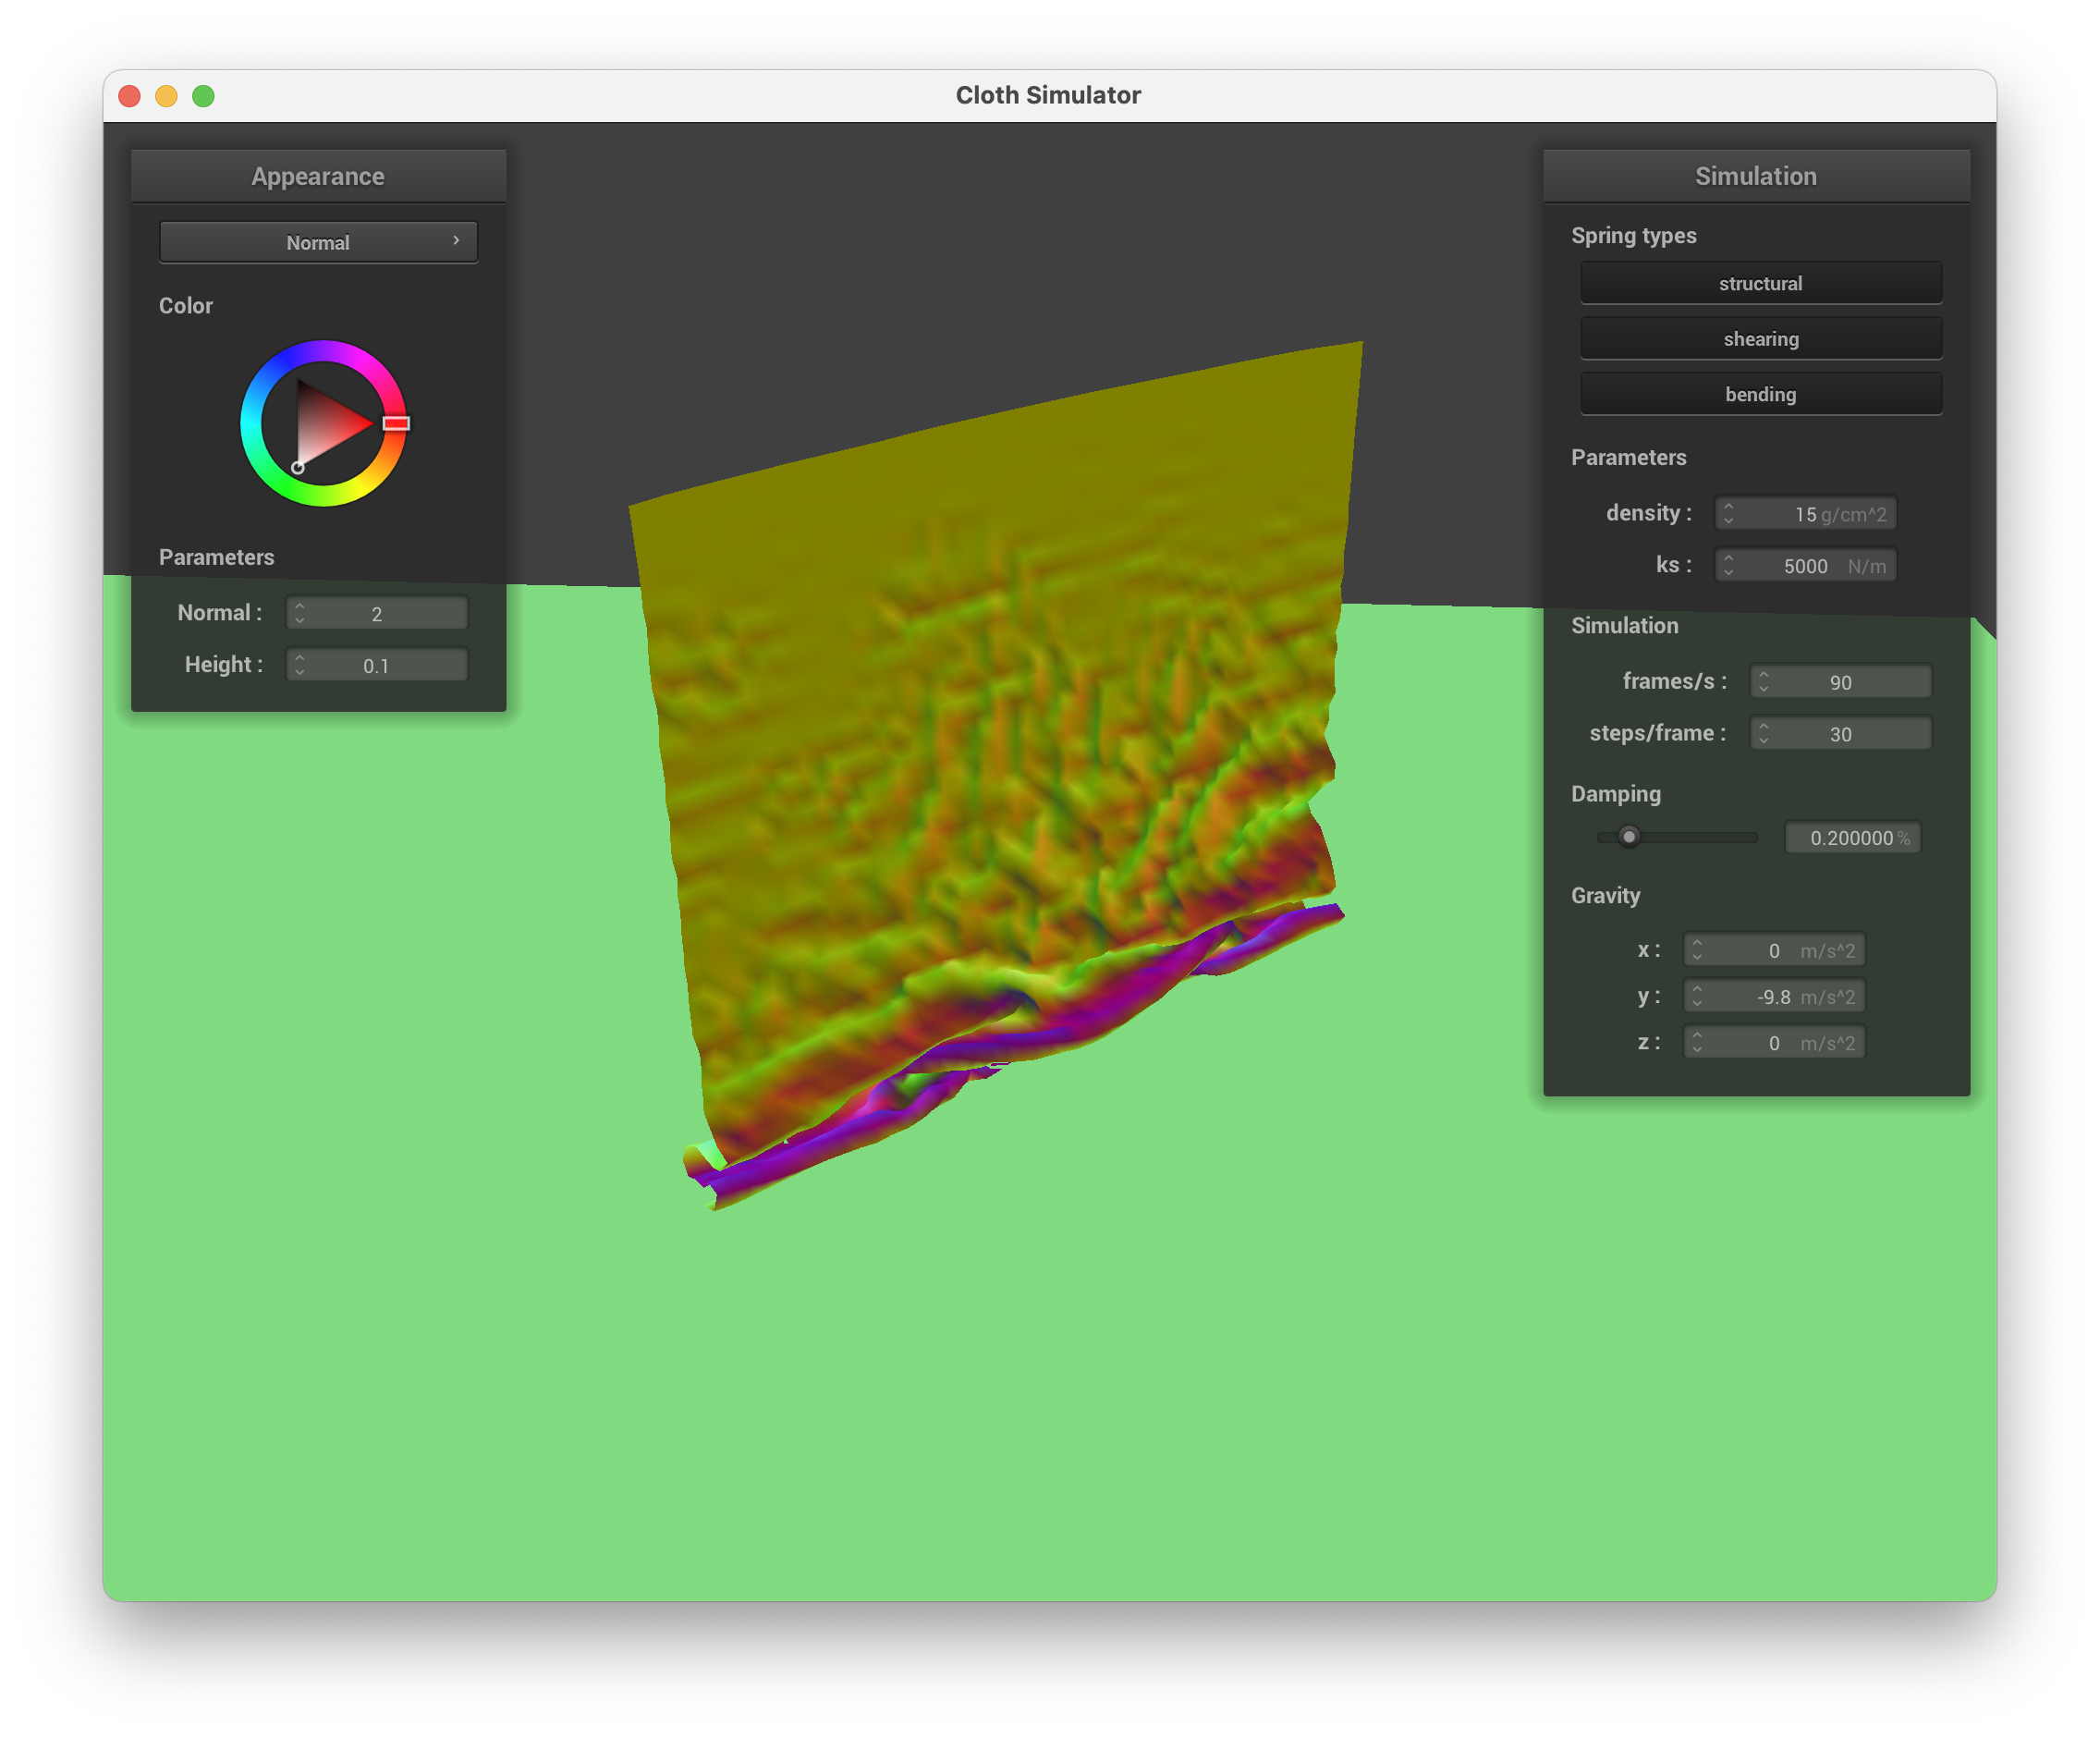 Cloth Simulator
Appearance
Normal
Color
Parameters
Normal : 2
Height : 0.1
Simulation
Spring types
structural
shearing
bending
Parameters
density : 15 g/cm^2
ks : 5000 N/m
Simulation
frames/s : 90
steps/frame : 30
Damping
0.200000 %
Gravity
x : 0 m/s^2
y : -9.8 m/s^2
z : 0 m/s^2